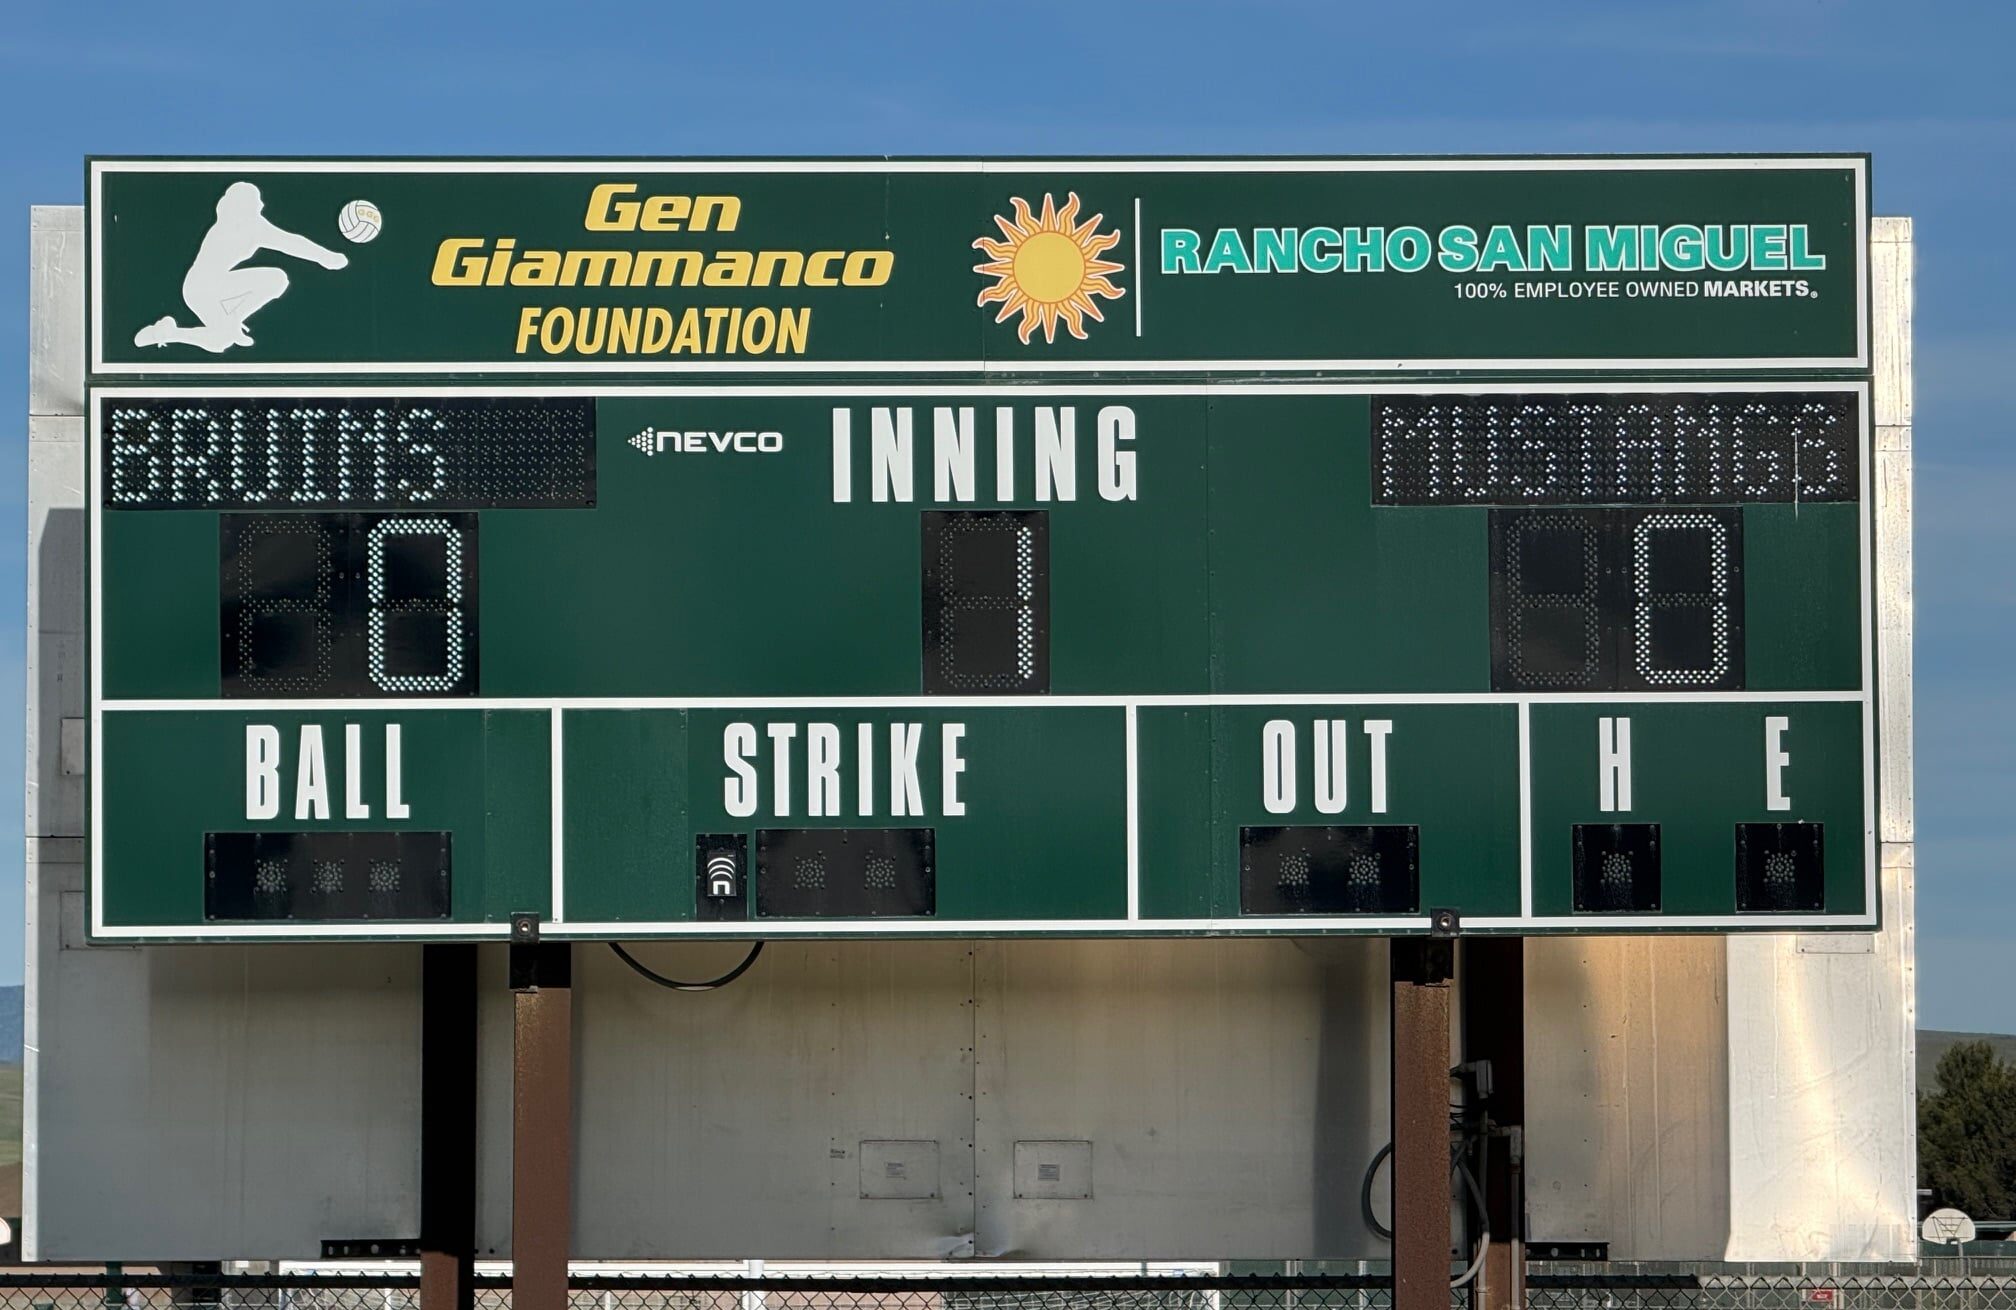 Gen
Giammanco
FOUNDATION
RANCHO SAN MIGUEL
100% EMPLOYEE OWNED MARKETS®
BRUINS
NEVCO
INNING
MUSTANGS
0
1
0
BALL
STRIKE
OUT
H
E